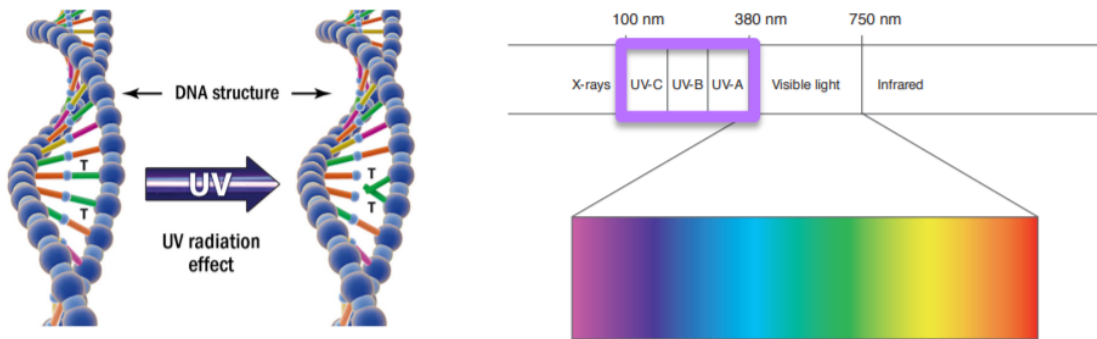 DNA structure
T
T
UV
T
T
UV radiation
effect
100 nm
380 nm
750 nm
X-rays
UV-C
UV-B
UV-A
Visible light
Infrared